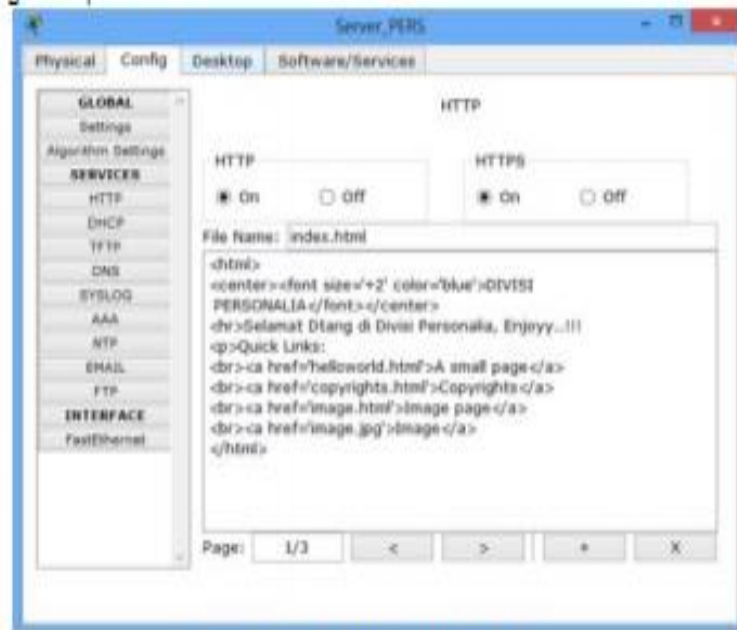 Server_PERS
Physical Config Desktop Software/Services
GLOBAL
Settings
Algorithm Settings
SERVICES
HTTP
DHCP
TFTP
DNS
SYSLOG
AAA
NTP
EMAIL
FTP
INTERFACE
FastEthernet
HTTP
HTTP
On Off
HTTPS
On Off
File Name: index.html
<html>
<center><font size='+2' color='blue'>DIVISI
PERSONALIA</font></center>
<hr>Selamat Dtang di Divisi Personalia, Enjoyy..!!!
<p>Quick Links:
<br><a href='helloworld.html'>A small page</a>
<br><a href='copyrights.html'>Copyrights</a>
<br><a href='image.html'>Image page</a>
<br><a href='image.jpg'>Image</a>
</html>
Page: 1/3 < > + X